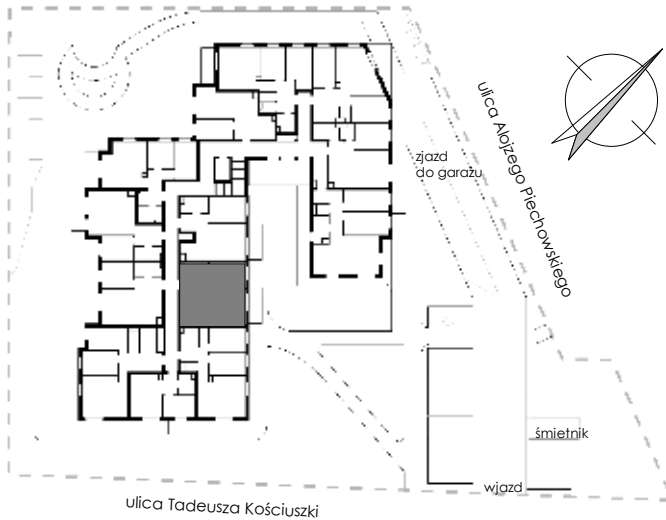 ulica Alojzego Piechowskiego
zjazd
do garażu
śmietnik
wjazd
ulica Tadeusza Kościuszki